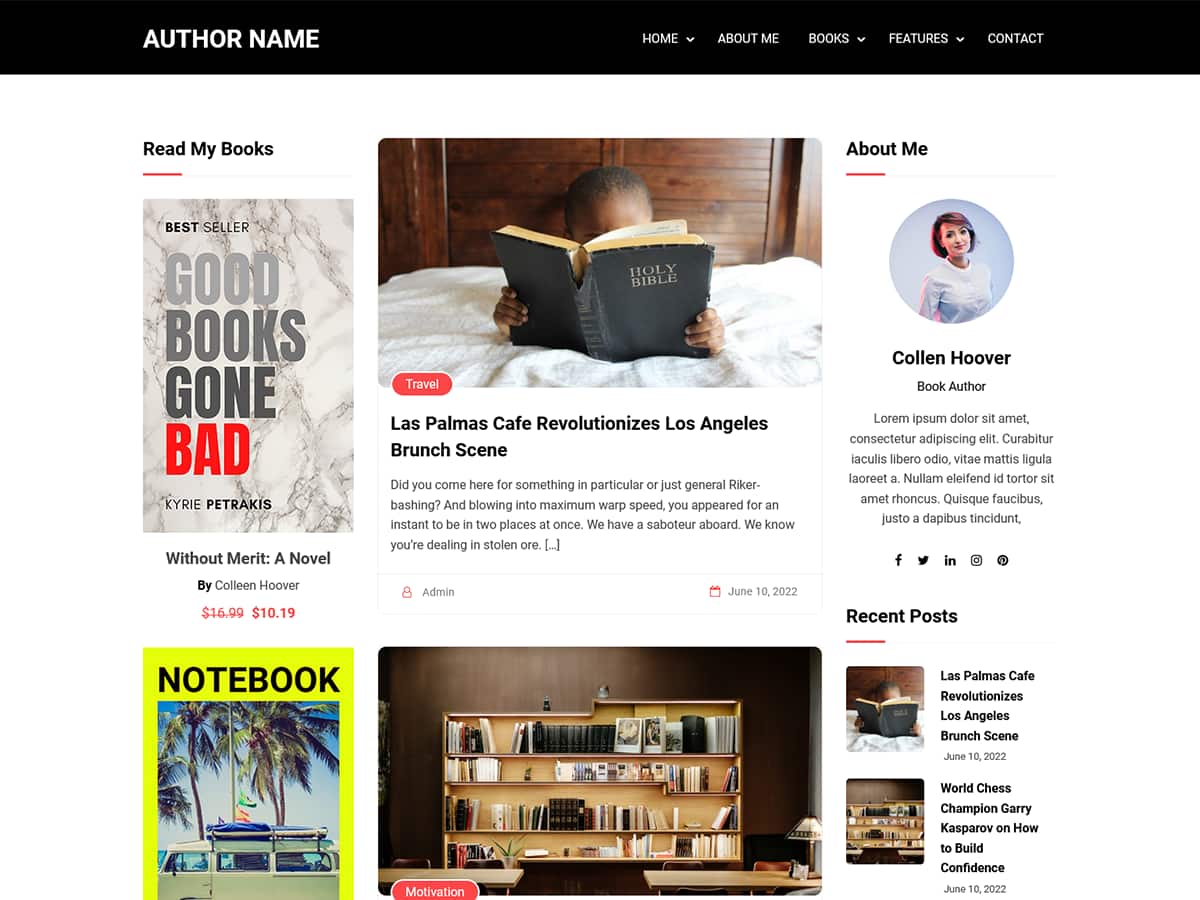 AUTHOR NAME
HOME
ABOUT ME
BOOKS
FEATURES
CONTACT
Read My Books
BEST SELLER
GOOD
BOOKS
GONE
BAD
KYRIE PETRAKIS
Without Merit: A Novel
By Colleen Hoover
$16.99 $10.19
NOTEBOOK
HOLY
BIBLE
Travel
Las Palmas Cafe Revolutionizes Los Angeles
Brunch Scene
Did you come here for something in particular or just general Riker-
bashing? And blowing into maximum warp speed, you appeared for an
instant to be in two places at once. We have a saboteur aboard. We know
you’re dealing in stolen ore. […]
Admin
June 10, 2022
Motivation
About Me
Collen Hoover
Book Author
Lorem ipsum dolor sit amet,
consectetur adipiscing elit. Curabitur
iaculis libero odio, vitae mattis ligula
laoreet a. Nullam eleifend id tortor sit
amet rhoncus. Quisque faucibus,
justo a dapibus tincidunt,
Recent Posts
Las Palmas Cafe
Revolutionizes
Los Angeles
Brunch Scene
June 10, 2022
World Chess
Champion Garry
Kasparov on How
to Build
Confidence
June 10, 2022